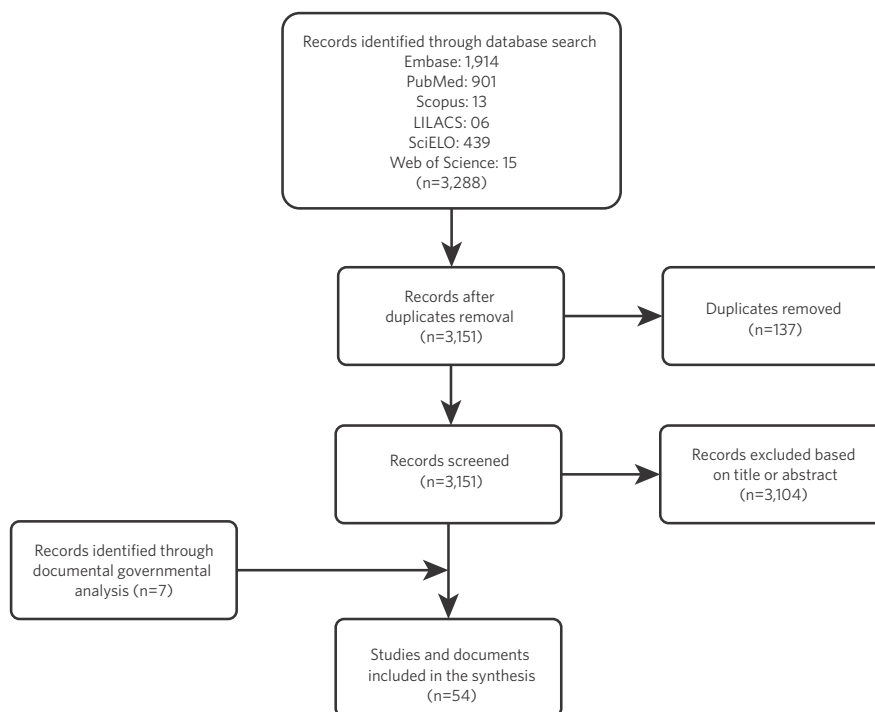 Records identified through database search
Embase: 1,914
PubMed: 901
Scopus: 13
LILACS: 06
SciELO: 439
Web of Science: 15
(n=3,288)
Records after
duplicates removal
(n=3,151)
Duplicates removed
(n=137)
Records screened
(n=3,151)
Records excluded based
on title or abstract
(n=3,104)
Records identified through
documental governmental
analysis (n=7)
Studies and documents
included in the synthesis
(n=54)